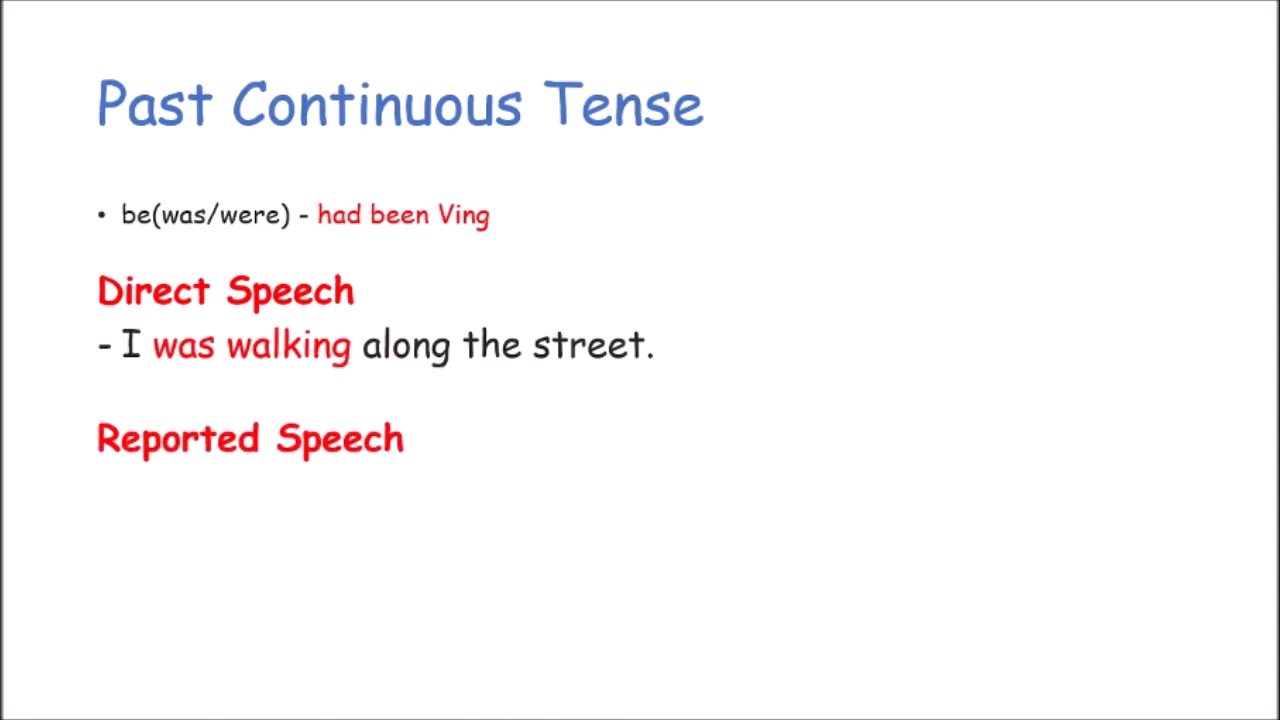 Past Continuous Tense
• be(was/were) - had been Ving
Direct Speech
- I was walking along the street.
Reported Speech